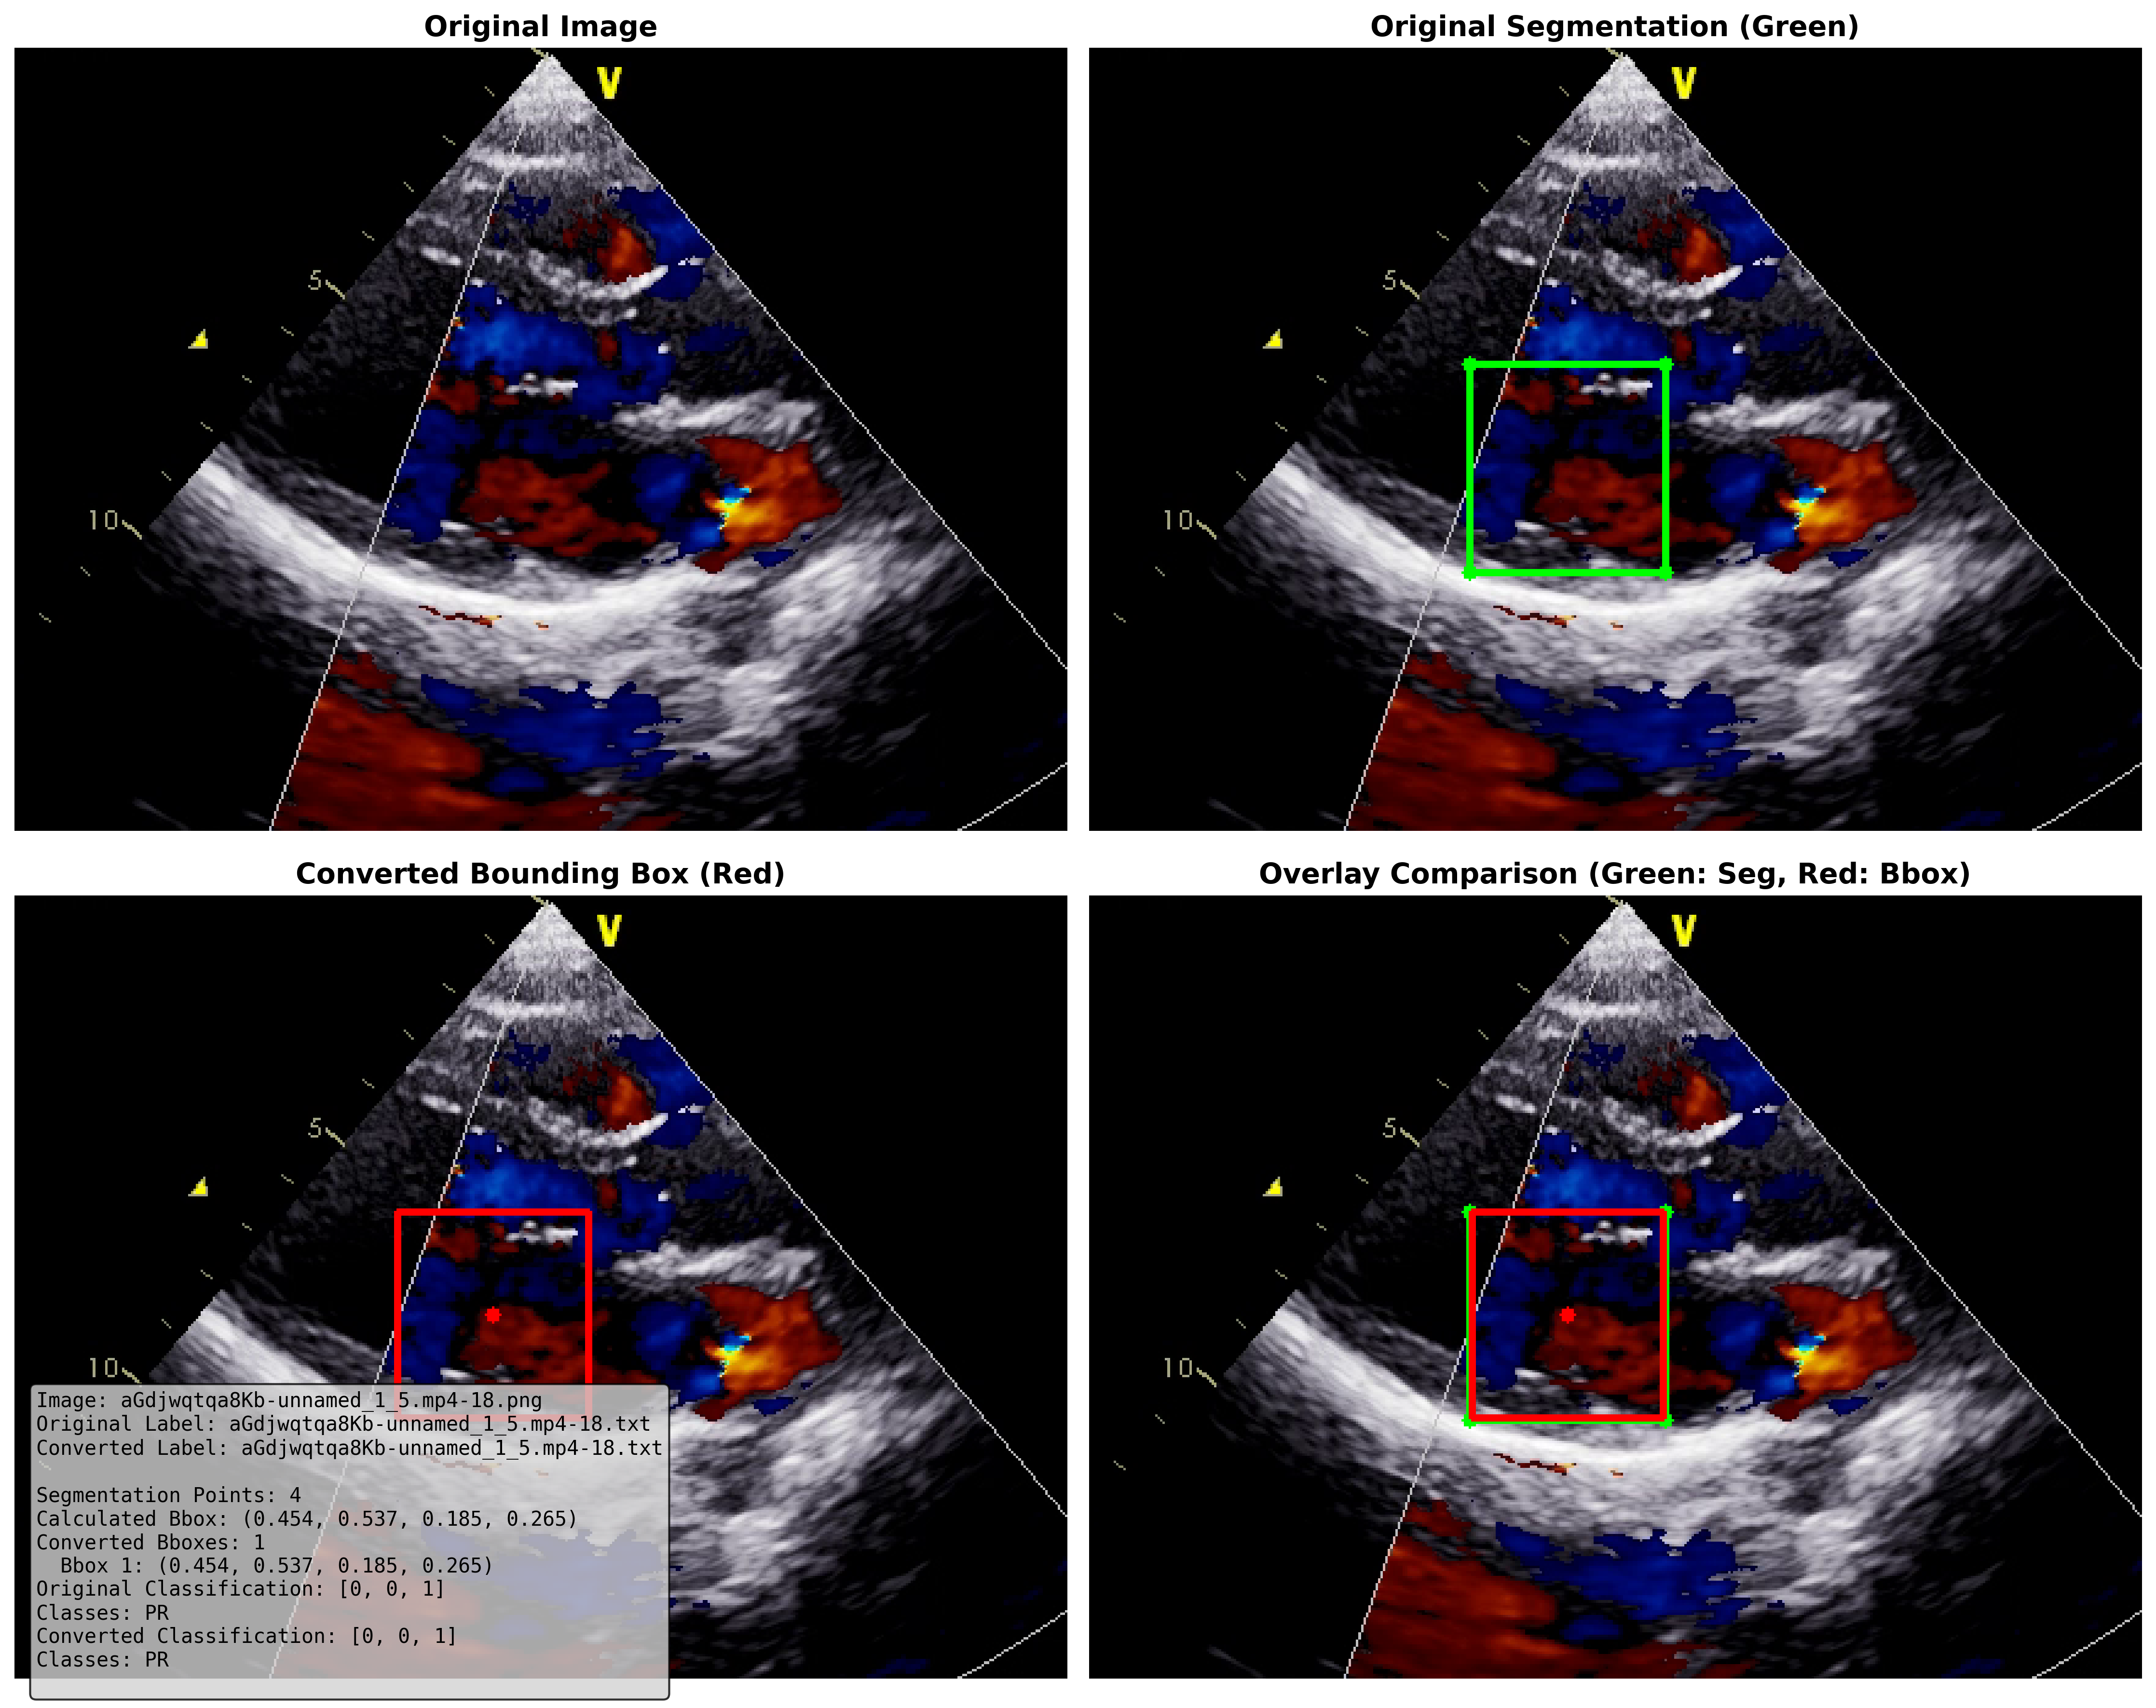 Original Image
Original Segmentation (Green)
V
5
10
V
5
10
Converted Bounding Box (Red)
Overlay Comparison (Green: Seg, Red: Bbox)
V
5
10
V
5
10
Image: aGdjwqtqa8Kb-unnamed_1_5.mp4-18.png
Original Label: aGdjwqtqa8Kb-unnamed_1_5.mp4-18.txt
Converted Label: aGdjwqtqa8Kb-unnamed_1_5.mp4-18.txt
Segmentation Points: 4
Calculated Bbox: (0.454, 0.537, 0.185, 0.265)
Converted Bboxes: 1
Bbox 1: (0.454, 0.537, 0.185, 0.265)
Original Classification: [0, 0, 1]
Classes: PR
Converted Classification: [0, 0, 1]
Classes: PR